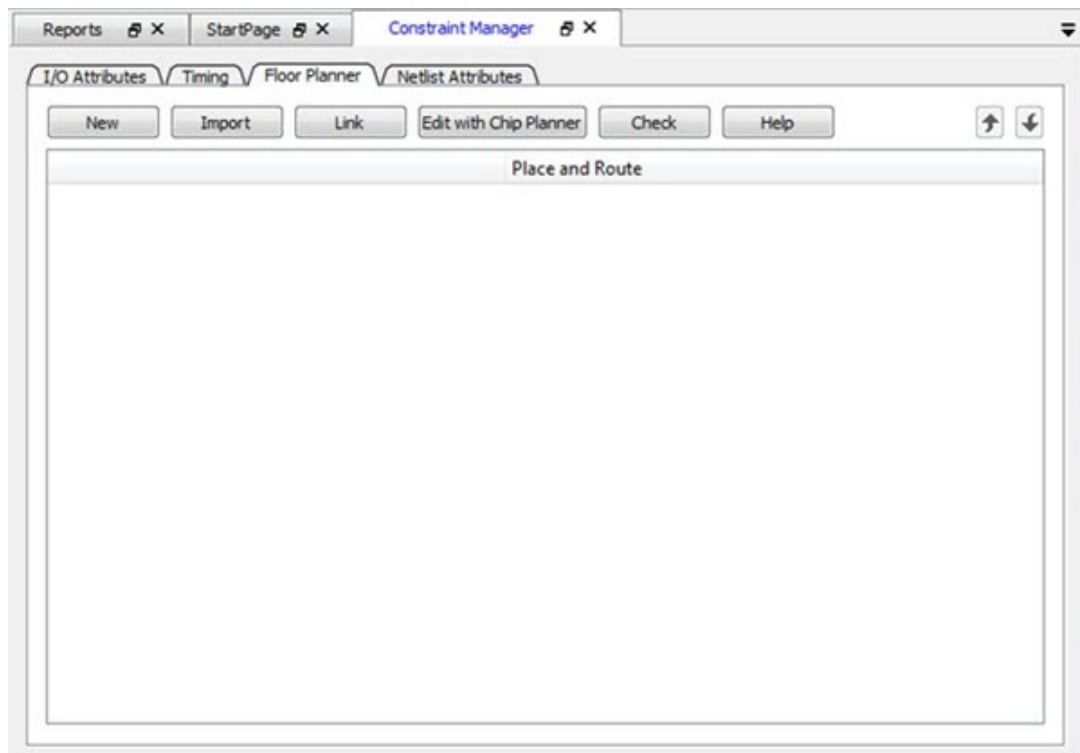 Reports StartPage Constraint Manager
I/O Attributes Timing Floor Planner Netlist Attributes
New Import Link Edit with Chip Planner Check Help
Place and Route